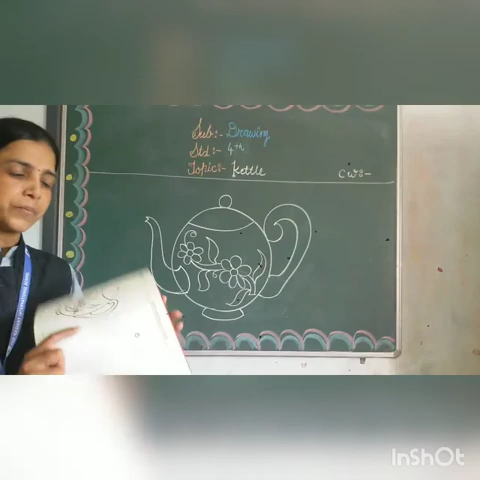 Sub:- Drawing
Std:- 4th
Topic:- Kettle
CW:-
InShOt